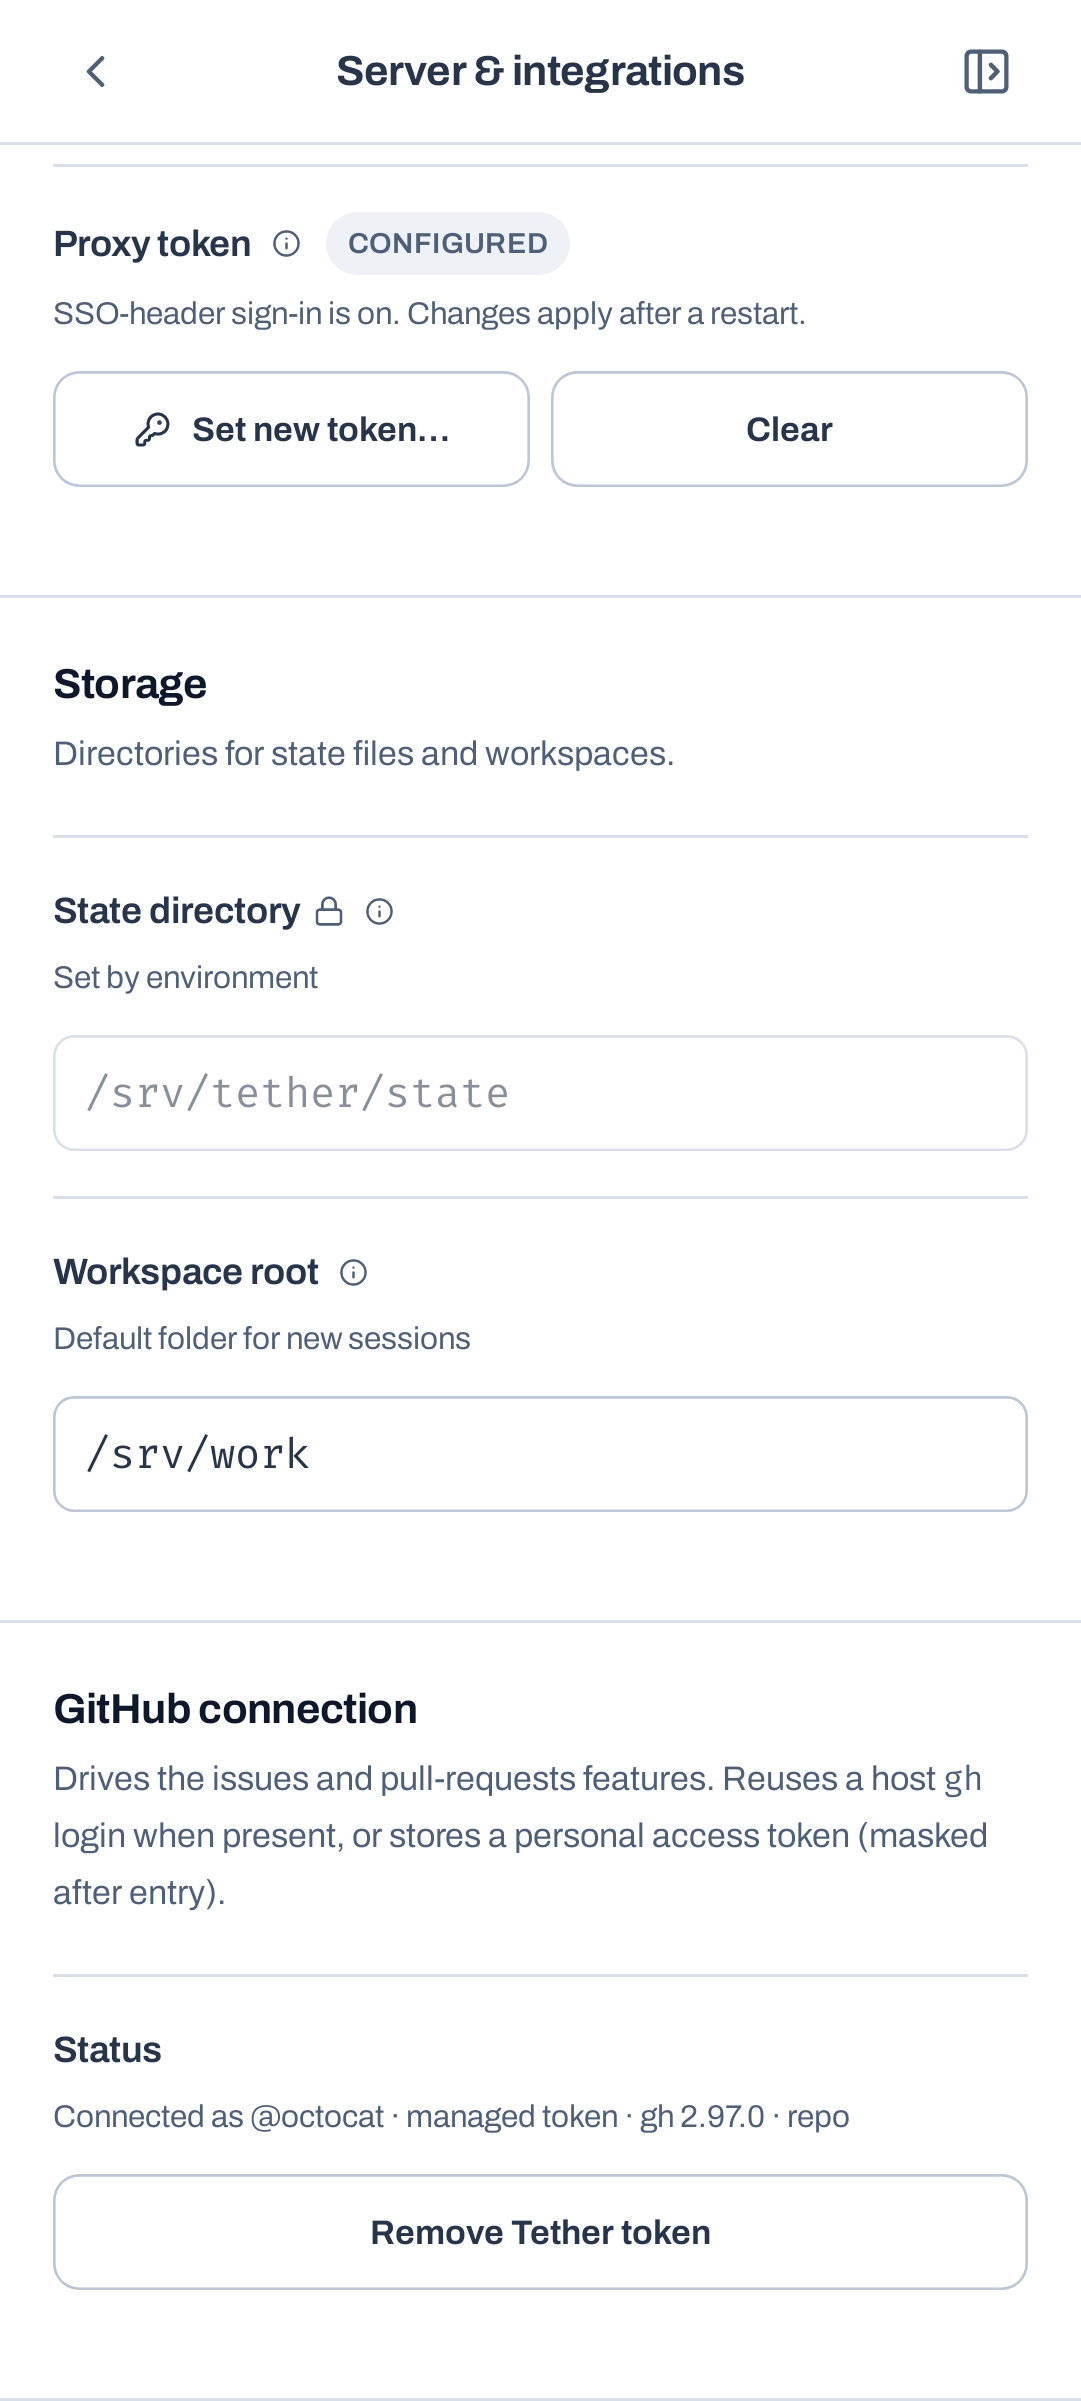 Server & integrations
Proxy token
CONFIGURED
SSO-header sign-in is on. Changes apply after a restart.
Set new token...
Clear
Storage
Directories for state files and workspaces.
State directory
Set by environment
/srv/tether/state
Workspace root
Default folder for new sessions
/srv/work
GitHub connection
Drives the issues and pull-requests features. Reuses a host gh
login when present, or stores a personal access token (masked
after entry).
Status
Connected as @octocat · managed token · gh 2.97.0 · repo
Remove Tether token